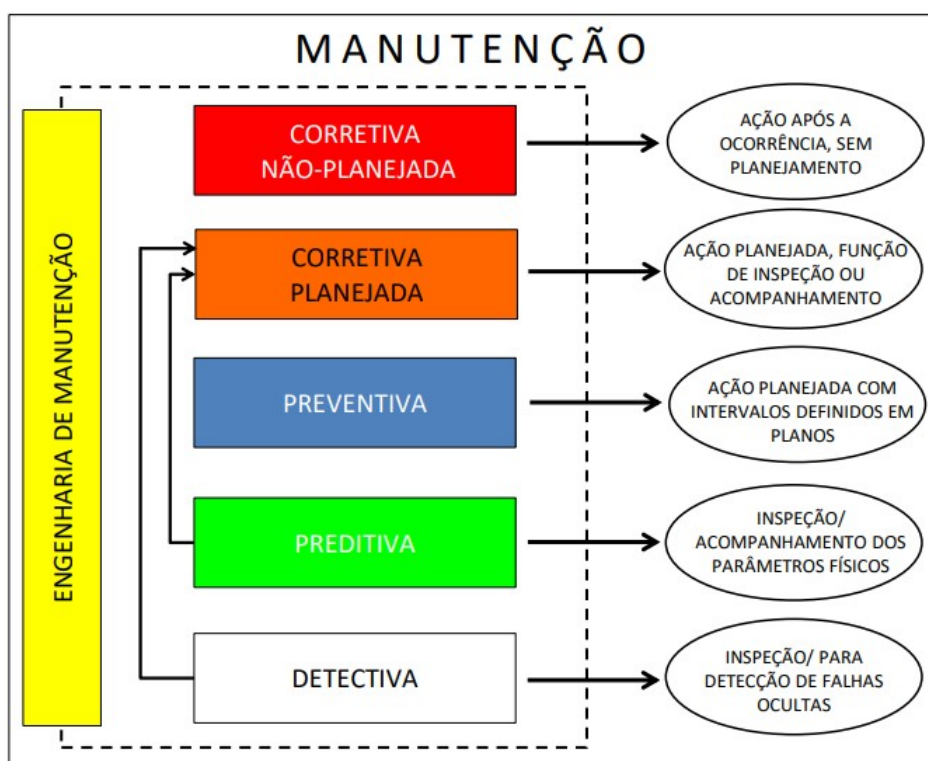 MANUTENÇÃO
ENGENHARIA DE MANUTENÇÃO
CORRETIVA
NÃO-PLANEJADA
AÇÃO APÓS A
OCORRÊNCIA, SEM
PLANEJAMENTO
CORRETIVA
PLANEJADA
AÇÃO PLANEJADA, FUNÇÃO
DE INSPEÇÃO OU
ACOMPANHAMENTO
PREVENTIVA
AÇÃO PLANEJADA COM
INTERVALOS DEFINIDOS EM
PLANOS
PREDITIVA
INSPEÇÃO/
ACOMPANHAMENTO DOS
PARÂMETROS FÍSICOS
DETECTIVA
INSPEÇÃO/ PARA
DETECÇÃO DE FALHAS
OCULTAS